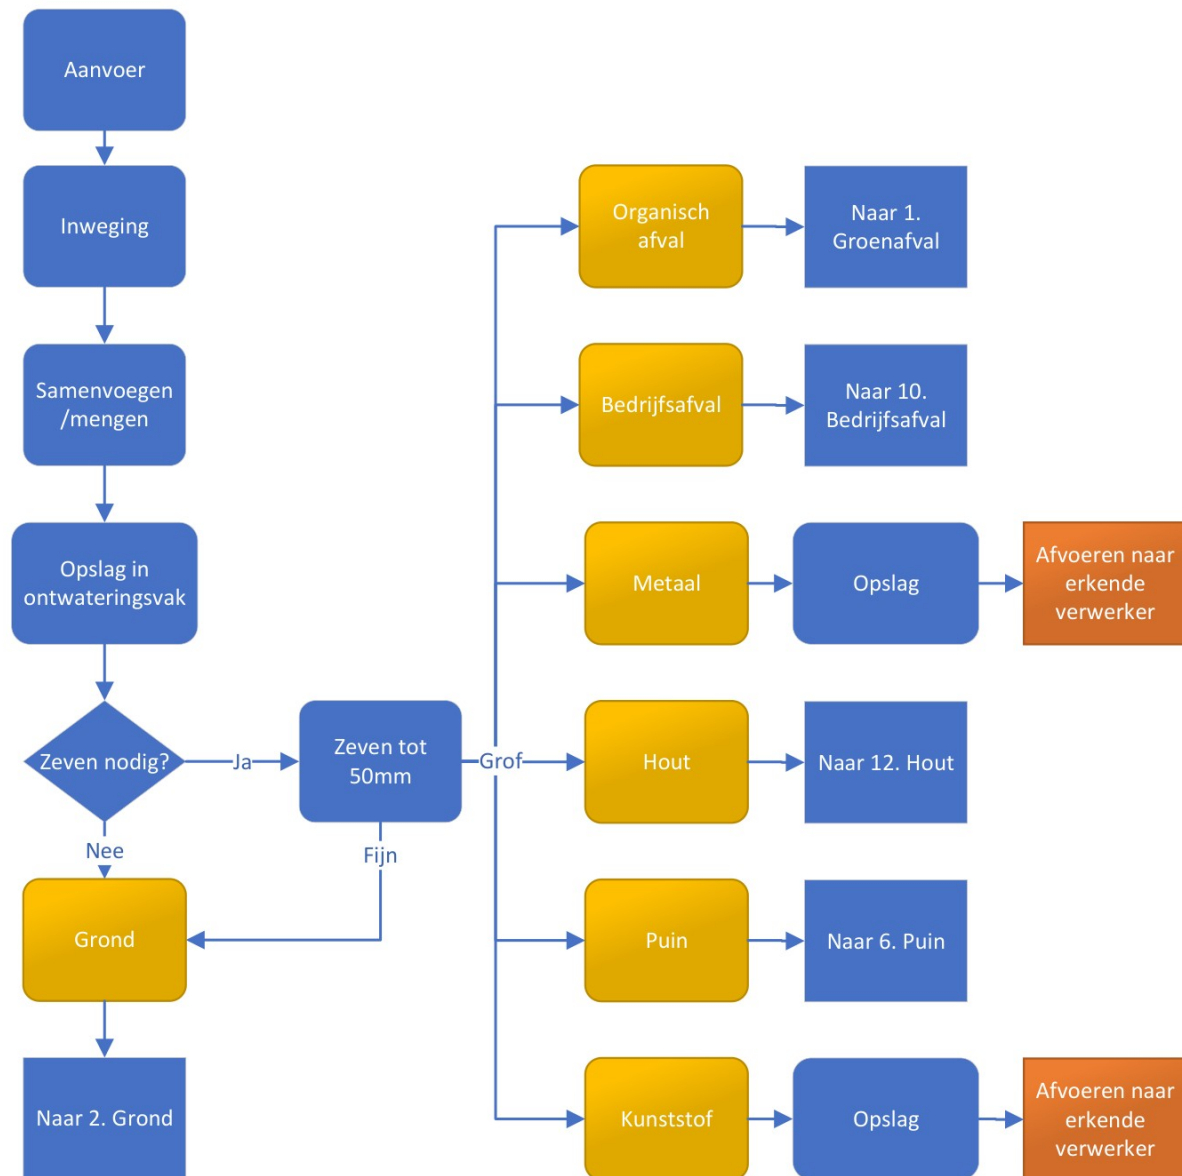 Aanvoer
Inweging
Samenvoegen
/mengen
Opslag in
ontwateringsvak
Zeven nodig?
Ja
Nee
Zeven tot
50mm
Grof
Fijn
Grond
Naar 2. Grond
Organisch
afval
Naar 1.
Groenafval
Bedrijfsafval
Naar 10.
Bedrijfsafval
Metaal
Opslag
Afvoeren naar
erkende
verwerker
Hout
Naar 12. Hout
Puin
Naar 6. Puin
Kunststof
Opslag
Afvoeren naar
erkende
verwerker